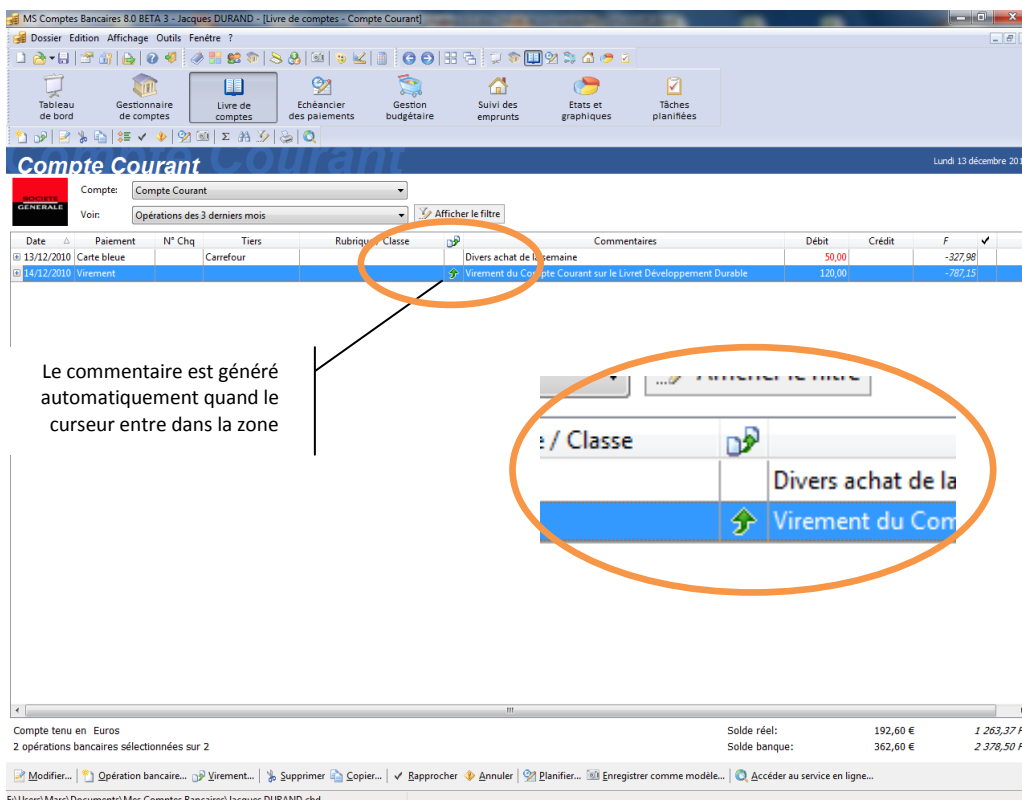 MS Comptes Bancaires 8.0 BETA 3 - Jacques DURAND - [Livre de comptes - Compte Courant]
Dossier Edition Affichage Outils Fenêtre ?
Tableau de bord
Gestionnaire de comptes
Livre de comptes
Echéancier des paiements
Gestion budgétaire
Suivi des emprunts
Etats et graphiques
Tâches planifiées
Compte Courant
Compte Courant
Lundi 13 décembre 201
SOCIETE
GENERALE
Compte: Compte Courant
Voir: Opérations des 3 derniers mois Afficher le filtre
Date Paiement N° Chq Tiers Rubrique / Classe Commentaires Débit Crédit F
13/12/2010 Carte bleue Carrefour Divers achat de la semaine 50,00 -327,98
14/12/2010 Virement Virement du Compte Courant sur le Livret Développement Durable 120,00 -787,15
Le commentaire est généré
automatiquement quand le
curseur entre dans la zone
Afficher le filtre
e / Classe
Divers achat de la
Virement du Com
Compte tenu en Euros Solde réel: 192,60 € 1 263,37 F
2 opérations bancaires sélectionnées sur 2 Solde banque: 362,60 € 2 378,50 F
Modifier... Opération bancaire... Virement... Supprimer Copier... Rapprocher Annuler Planifier... Enregistrer comme modèle... Accéder au service en ligne...